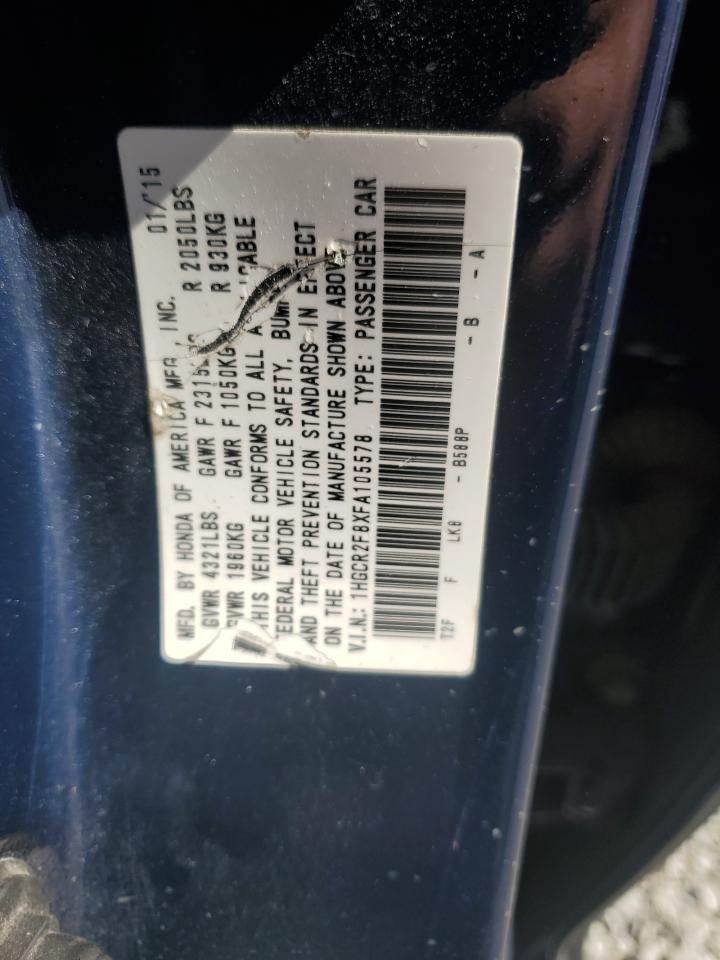 MFD. BY HONDA OF AMERICA MFG., INC. 01/'15
GVWR 4321LBS. GAWR F 2315LBS R 2050LBS
GVWR 1960KG GAWR F 1050KG R 930KG
THIS VEHICLE CONFORMS TO ALL
FEDERAL MOTOR VEHICLE SAFETY,
AND THEFT PREVENTION STANDARDS IN EFFECT
ON THE DATE OF MANUFACTURE SHOWN ABOVE
V.I.N.: 1HGCR2F8XFA105578 TYPE: PASSENGER CAR
T2F F LK8 - B588P - B - A